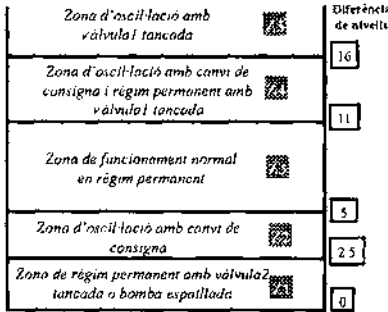 Zona d'oscil·lació amb
vàlvula1 tancada
Diferència
de nivells
16
Zona d'oscil·lació amb canvi de
consigna i règim permanent amb
vàlvula1 tancada
11
Zona de funcionament normal
en règim permanent
5
Zona d'oscil·lació amb canvi de
consigna
2.5
Zona de règim permanent amb vàlvula2
tancada o bomba espatllada
0